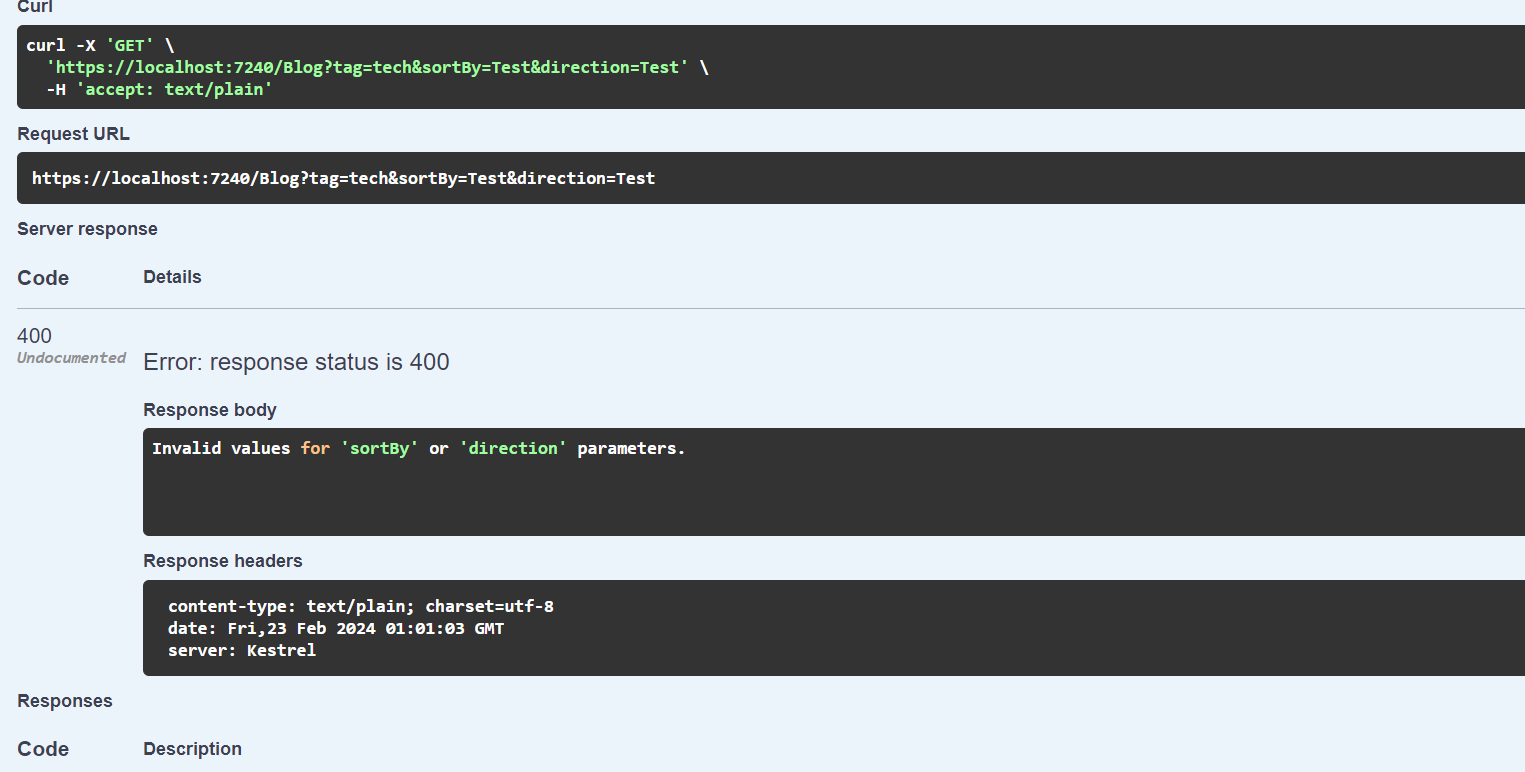 Curl
curl -X 'GET' \
  'https://localhost:7240/Blog?tag=tech&sortBy=Test&direction=Test' \
  -H 'accept: text/plain'
Request URL
https://localhost:7240/Blog?tag=tech&sortBy=Test&direction=Test
Server response
Code Details
400
Undocumented
Error: response status is 400
Response body
Invalid values for 'sortBy' or 'direction' parameters.
Response headers
content-type: text/plain; charset=utf-8
date: Fri,23 Feb 2024 01:01:03 GMT
server: Kestrel
Responses
Code Description